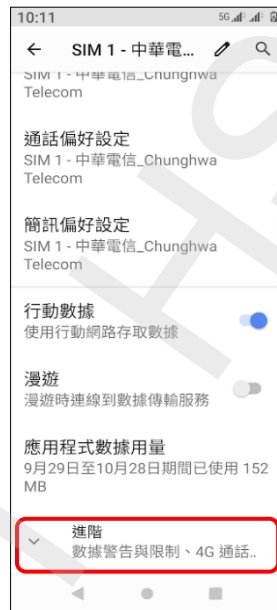 10:11
5G
SIM 1 - 中華電...
SIM 1 - 中華電信_Chunghwa
Telecom
通話偏好設定
SIM 1 - 中華電信_Chunghwa
Telecom
簡訊偏好設定
SIM 1 - 中華電信_Chunghwa
Telecom
行動數據
使用行動網路存取數據
漫遊
漫遊時連線到數據傳輸服務
應用程式數據用量
9月29日至10月28日期間已使用 152
MB
進階
數據警告與限制、4G 通話..